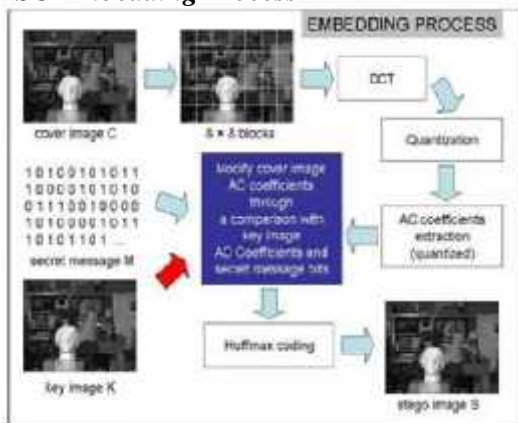 Embedding Process
EMBEDDING PROCESS
cover image C
8 × 8 blocks
DCT
Quantization
AC coefficients
extraction
(quantized)
10100101011
10000101010
01110010000
10100001011
10101101 ...
secret message M
Modify cover image
AC coefficients
through
a comparison with
key image
AC Coefficients and
secret message bits
key image K
Huffman coding
stego image S